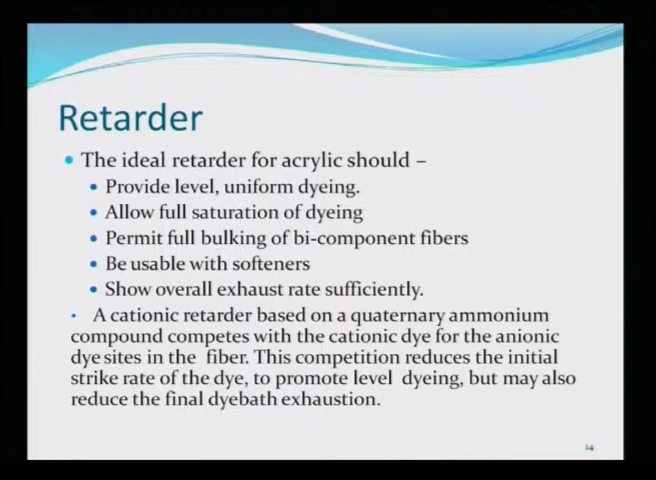 Retarder
• The ideal retarder for acrylic should –
• Provide level, uniform dyeing.
• Allow full saturation of dyeing
• Permit full bulking of bi-component fibers
• Be usable with softeners
• Show overall exhaust rate sufficiently.
• A cationic retarder based on a quaternary ammonium
compound competes with the cationic dye for the anionic
dye sites in the fiber. This competition reduces the initial
strike rate of the dye, to promote level dyeing, but may also
reduce the final dyebath exhaustion.
14